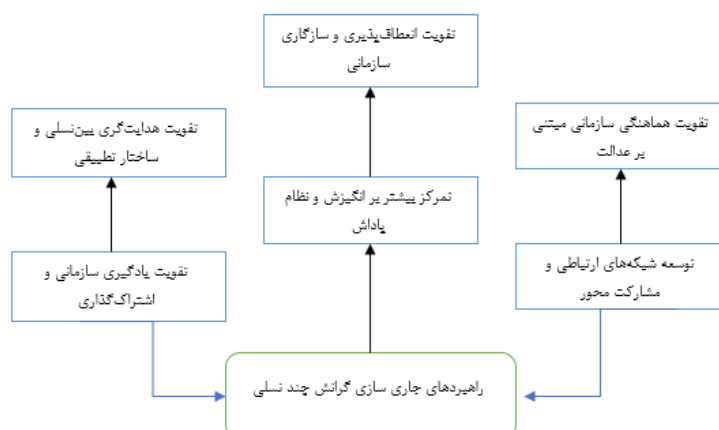 تقویت انعطاف‌پذیری و سازگاری
سازمانی
تقویت هماهنگی سازمانی مبتنی
بر عدالت
تقویت هدایت‌گری بین‌نسلی و
ساختار تطبیقی
تمرکز بیشتر بر انگیزش و نظام
پاداش
توسعه شبکه‌های ارتباطی و
مشارکت محور
تقویت یادگیری سازمانی و
اشتراک‌گذاری
راهبردهای جاری سازی گرانش چند نسلی